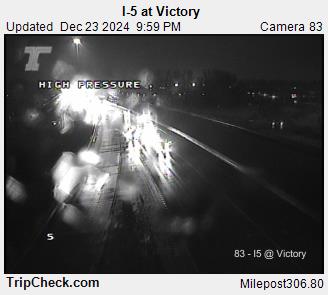 I-5 at Victory
Updated Dec 23 2024 9:59 PM Camera 83
T
HIGH PRESSURE
S
83 - I5 @ Victory
TripCheck.com Milepost306.80